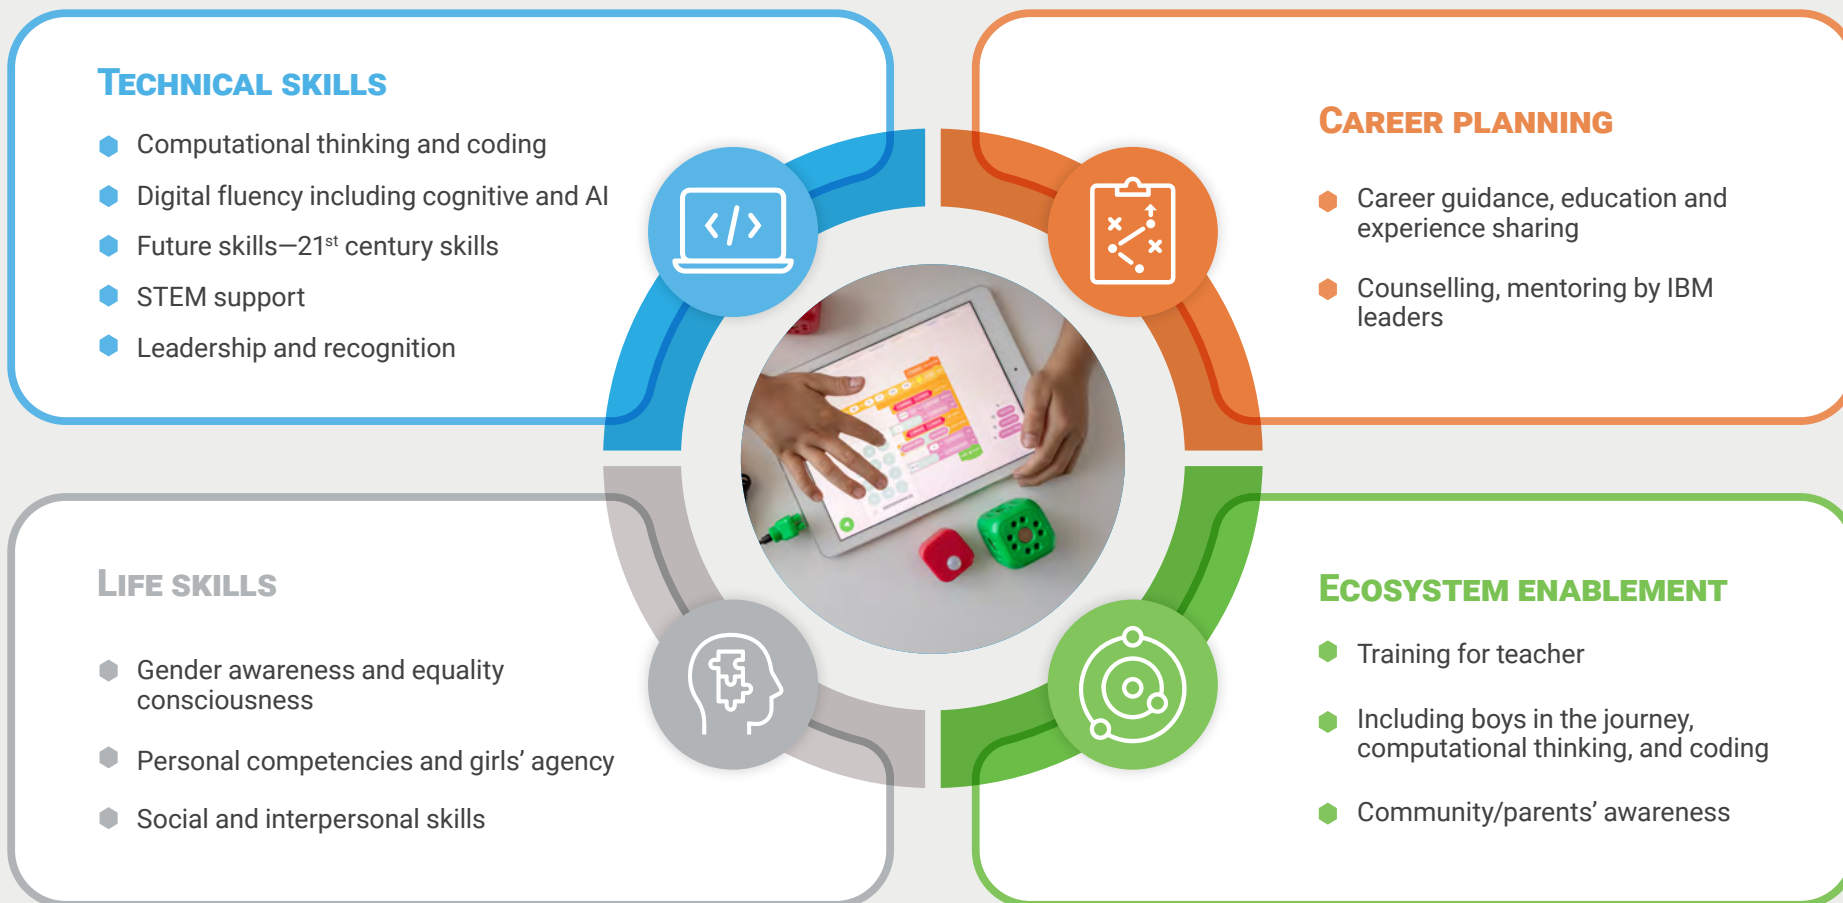 TECHNICAL SKILLS
Computational thinking and coding
Digital fluency including cognitive and AI
Future skills—21st century skills
STEM support
Leadership and recognition
CAREER PLANNING
Career guidance, education and
experience sharing
Counselling, mentoring by IBM
leaders
</>
LIFE SKILLS
Gender awareness and equality
consciousness
Personal competencies and girls’ agency
Social and interpersonal skills
ECOSYSTEM ENABLEMENT
Training for teacher
Including boys in the journey,
computational thinking, and coding
Community/parents’ awareness